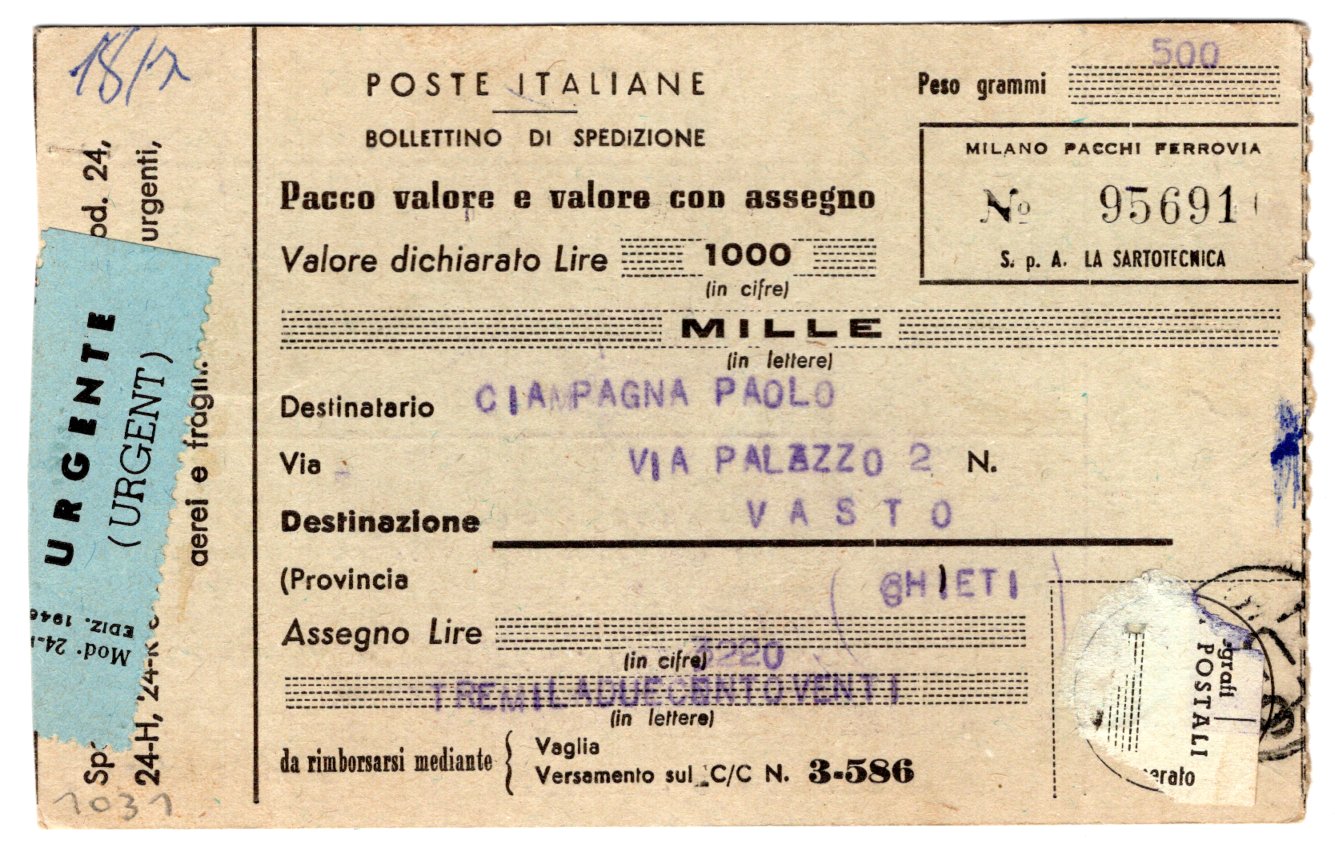 18/7
POSTE ITALIANE
BOLLETTINO DI SPEDIZIONE
Pacco valore e valore con assegno
Peso grammi 500
MILANO PACCHI FERROVIA
No 95691
S. p. A. LA SARTOTECNICA
Valore dichiarato Lire 1000
(in cifre)
MILLE
(in lettere)
Destinatario CIAMPAGNA PAOLO
Via VIA PALAZZO 2 N.
Destinazione VASTO
(Provincia CHIETI
Assegno Lire
(in cifre) 3220
TREMILADUECENTOVENTI
(in lettere)
da rimborsarsi mediante { Vaglia
Versamento sul C/C N. 3-586
od. 24,
urgenti,
aerei e fragili.
24-H, 24-K
URGENTE
(URGENT)
EDIZ. 194
Mod. 24-
POSTALI
1031